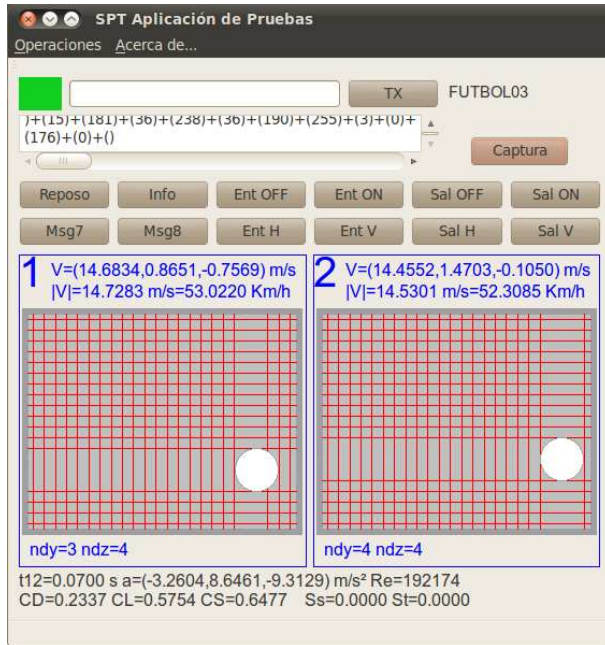 SPT Aplicación de Pruebas
Operaciones Acerca de...
TX FUTBOL03
)+(15)+(181)+(36)+(238)+(36)+(190)+(255)+(3)+(0)+
(176)+(0)+()
Captura
Reposo Info Ent OFF Ent ON Sal OFF Sal ON
Msg7 Msg8 Ent H Ent V Sal H Sal V
1 V=(14.6834,0.8651,-0.7569) m/s
|V|=14.7283 m/s=53.0220 Km/h
ndy=3 ndz=4
2 V=(14.4552,1.4703,-0.1050) m/s
|V|=14.5301 m/s=52.3085 Km/h
ndy=4 ndz=4
t12=0.0700 s a=(-3.2604,8.6461,-9.3129) m/s² Re=192174
CD=0.2337 CL=0.5754 CS=0.6477 Ss=0.0000 St=0.0000